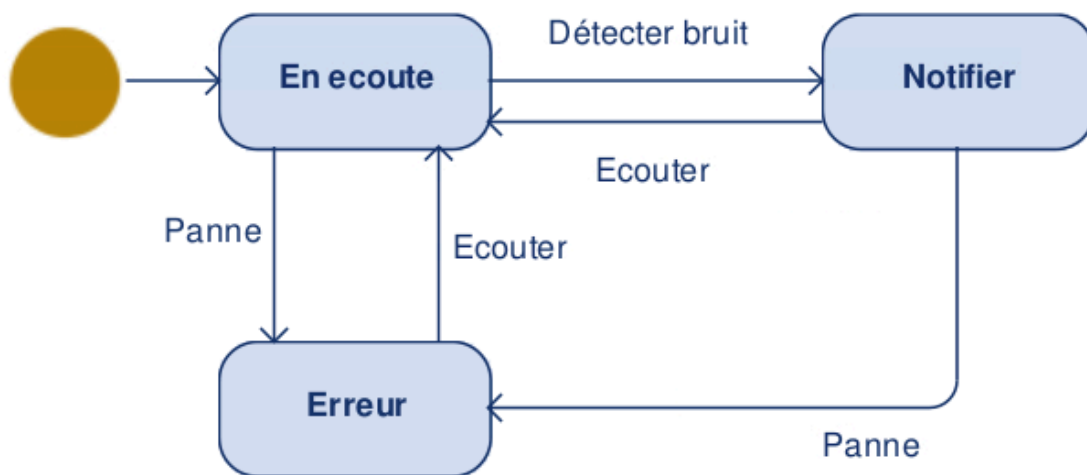 Détecter bruit
En ecoute
Notifier
Ecouter
Panne
Ecouter
Erreur
Panne